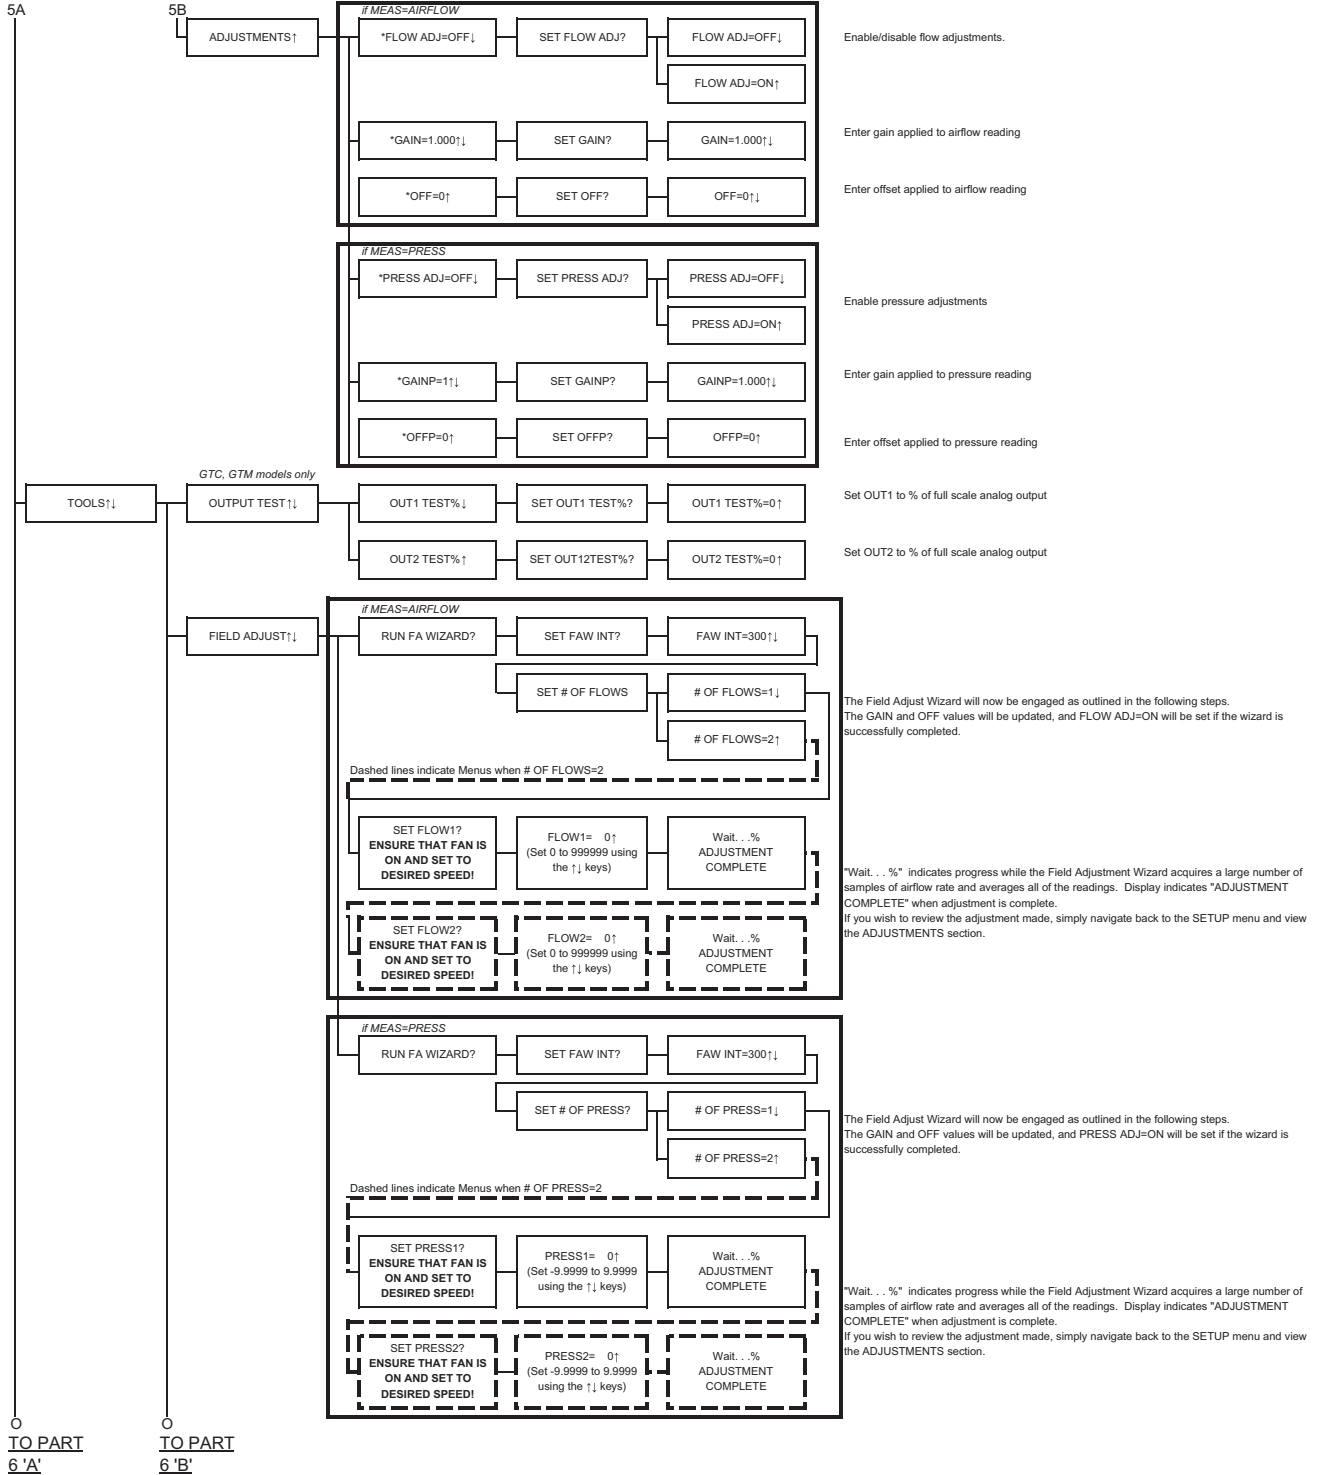 5A
5B
if MEAS=AIRFLOW
ADJUSTMENTS↑
*FLOW ADJ=OFF↓
SET FLOW ADJ?
FLOW ADJ=OFF↓
Enable/disable flow adjustments.
FLOW ADJ=ON↑
*GAIN=1.000↑↓
SET GAIN?
GAIN=1.000↑↓
Enter gain applied to airflow reading
*OFF=0↑
SET OFF?
OFF=0↑↓
Enter offset applied to airflow reading
if MEAS=PRESS
*PRESS ADJ=OFF↓
SET PRESS ADJ?
PRESS ADJ=OFF↓
Enable pressure adjustments
PRESS ADJ=ON↑
*GAINP=1↑↓
SET GAINP?
GAINP=1.000↑↓
Enter gain applied to pressure reading
*OFFP=0↑
SET OFFP?
OFFP=0↑
Enter offset applied to pressure reading
GTC, GTM models only
TOOLS↑↓
OUTPUT TEST↑↓
OUT1 TEST%↓
SET OUT1 TEST%?
OUT1 TEST%=0↑
Set OUT1 to % of full scale analog output
OUT2 TEST%↑
SET OUT12TEST%?
OUT2 TEST%=0↑
Set OUT2 to % of full scale analog output
if MEAS=AIRFLOW
FIELD ADJUST↑↓
RUN FA WIZARD?
SET FAW INT?
FAW INT=300↑↓
SET # OF FLOWS
# OF FLOWS=1↓
# OF FLOWS=2↑
The Field Adjust Wizard will now be engaged as outlined in the following steps.
The GAIN and OFF values will be updated, and FLOW ADJ=ON will be set if the wizard is
successfully completed.
Dashed lines indicate Menus when # OF FLOWS=2
SET FLOW1?
ENSURE THAT FAN IS
ON AND SET TO
DESIRED SPEED!
FLOW1= 0↑
(Set 0 to 999999 using
the ↑↓ keys)
Wait. . .%
ADJUSTMENT
COMPLETE
"Wait. . . %" indicates progress while the Field Adjustment Wizard acquires a large number of
samples of airflow rate and averages all of the readings. Display indicates "ADJUSTMENT
COMPLETE" when adjustment is complete.
If you wish to review the adjustment made, simply navigate back to the SETUP menu and view
the ADJUSTMENTS section.
SET FLOW2?
ENSURE THAT FAN IS
ON AND SET TO
DESIRED SPEED!
FLOW2= 0↑
(Set 0 to 999999 using
the ↑↓ keys)
Wait. . .%
ADJUSTMENT
COMPLETE
if MEAS=PRESS
RUN FA WIZARD?
SET FAW INT?
FAW INT=300↑↓
SET # OF PRESS?
# OF PRESS=1↓
# OF PRESS=2↑
The Field Adjust Wizard will now be engaged as outlined in the following steps.
The GAIN and OFF values will be updated, and PRESS ADJ=ON will be set if the wizard is
successfully completed.
Dashed lines indicate Menus when # OF PRESS=2
SET PRESS1?
ENSURE THAT FAN IS
ON AND SET TO
DESIRED SPEED!
PRESS1= 0↑
(Set -9.9999 to 9.9999
using the ↑↓ keys)
Wait. . .%
ADJUSTMENT
COMPLETE
"Wait. . . %" indicates progress while the Field Adjustment Wizard acquires a large number of
samples of airflow rate and averages all of the readings. Display indicates "ADJUSTMENT
COMPLETE" when adjustment is complete.
If you wish to review the adjustment made, simply navigate back to the SETUP menu and view
the ADJUSTMENTS section.
SET PRESS2?
ENSURE THAT FAN IS
ON AND SET TO
DESIRED SPEED!
PRESS2= 0↑
(Set -9.9999 to 9.9999
using the ↑↓ keys)
Wait. . .%
ADJUSTMENT
COMPLETE
O
TO PART
6 'A'
O
TO PART
6 'B'